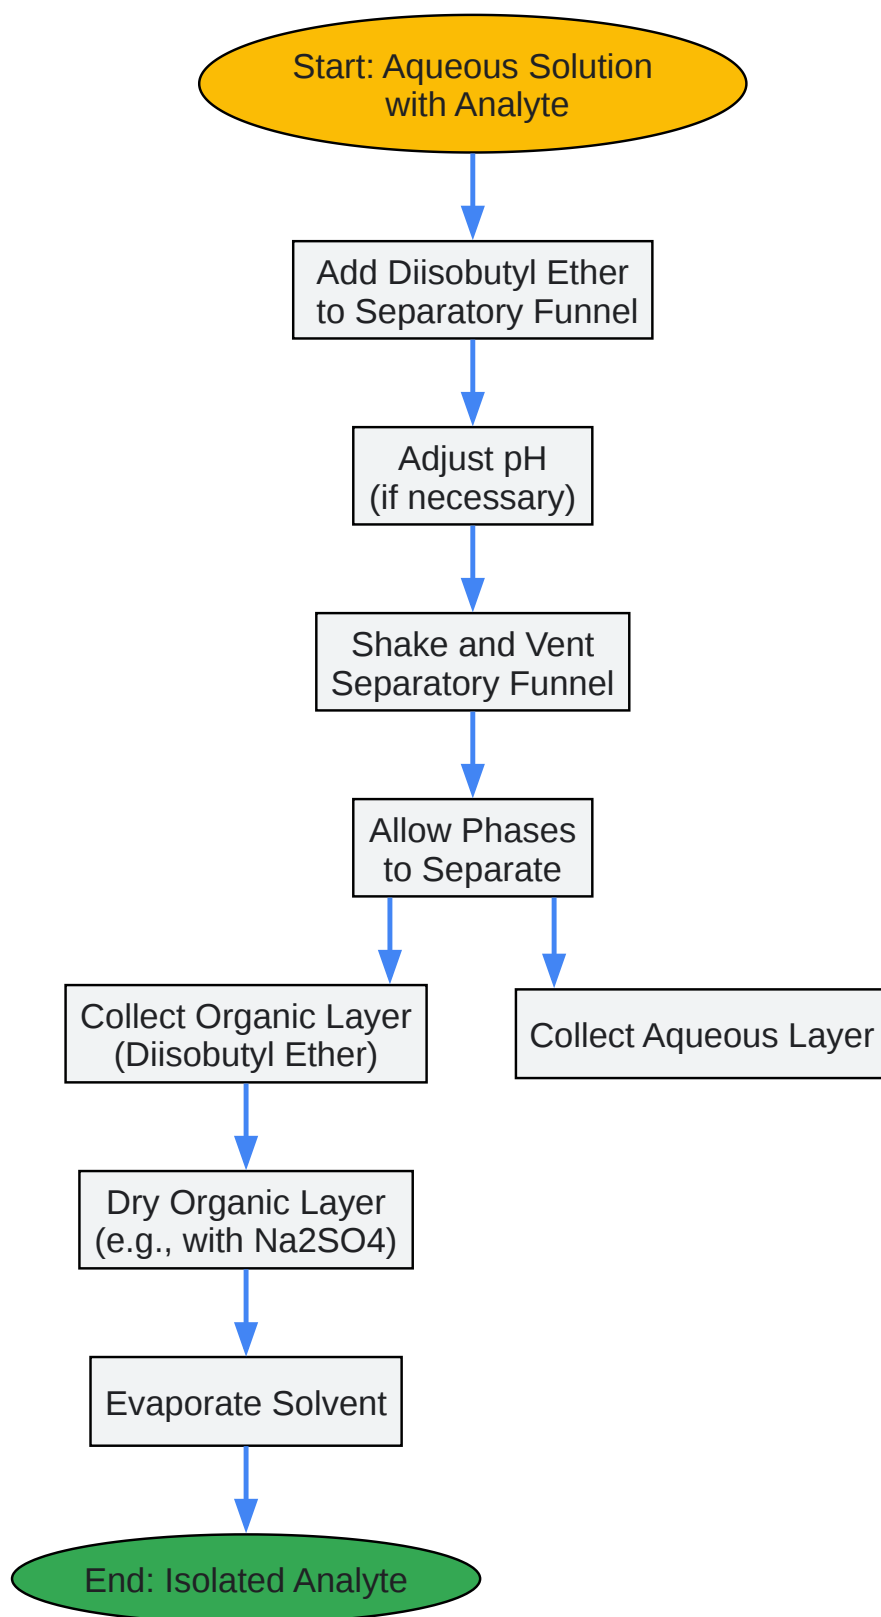 Start: Aqueous Solution
with Analyte
Add Diisobutyl Ether
to Separatory Funnel
Adjust pH
(if necessary)
Shake and Vent
Separatory Funnel
Allow Phases
to Separate
Collect Organic Layer
(Diisobutyl Ether)
Collect Aqueous Layer
Dry Organic Layer
(e.g., with Na2SO4)
Evaporate Solvent
End: Isolated Analyte